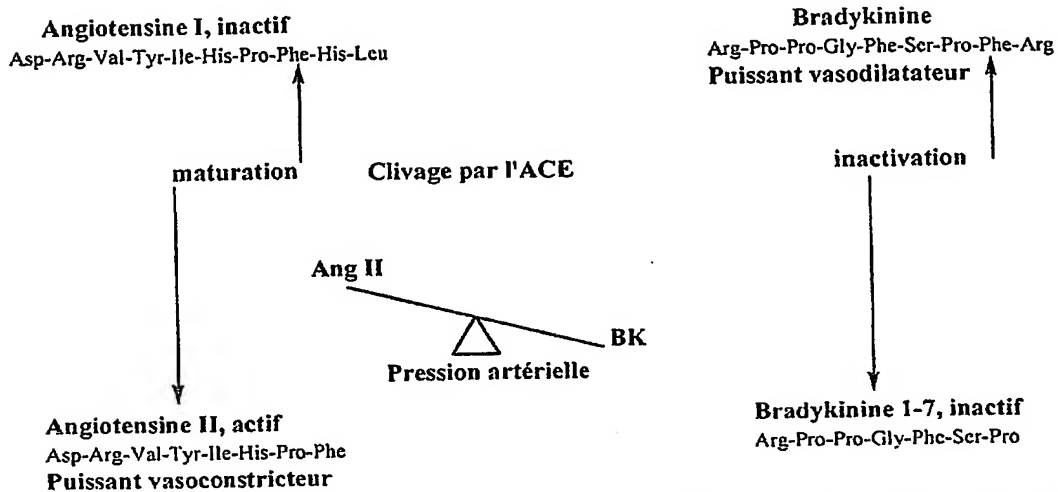 Angiotensine I, inactif
Asp-Arg-Val-Tyr-Ile-His-Pro-Phe-His-Leu
Bradykinine
Arg-Pro-Pro-Gly-Phe-Ser-Pro-Phe-Arg
Puissant vasodilatateur
maturation
Clivage par l'ACE
inactivation
Ang II
BK
Pression artérielle
Angiotensine II, actif
Asp-Arg-Val-Tyr-Ile-His-Pro-Phe
Puissant vasoconstricteur
Bradykinine 1-7, inactif
Arg-Pro-Pro-Gly-Phe-Ser-Pro